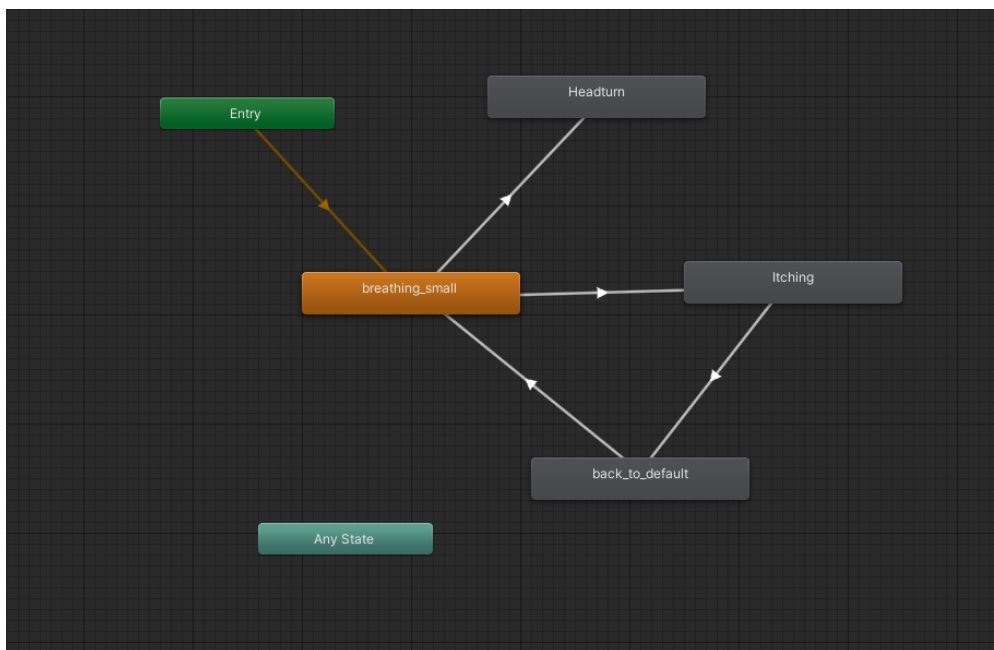 Headturn
Entry
Itching
breathing_small
back_to_default
Any State